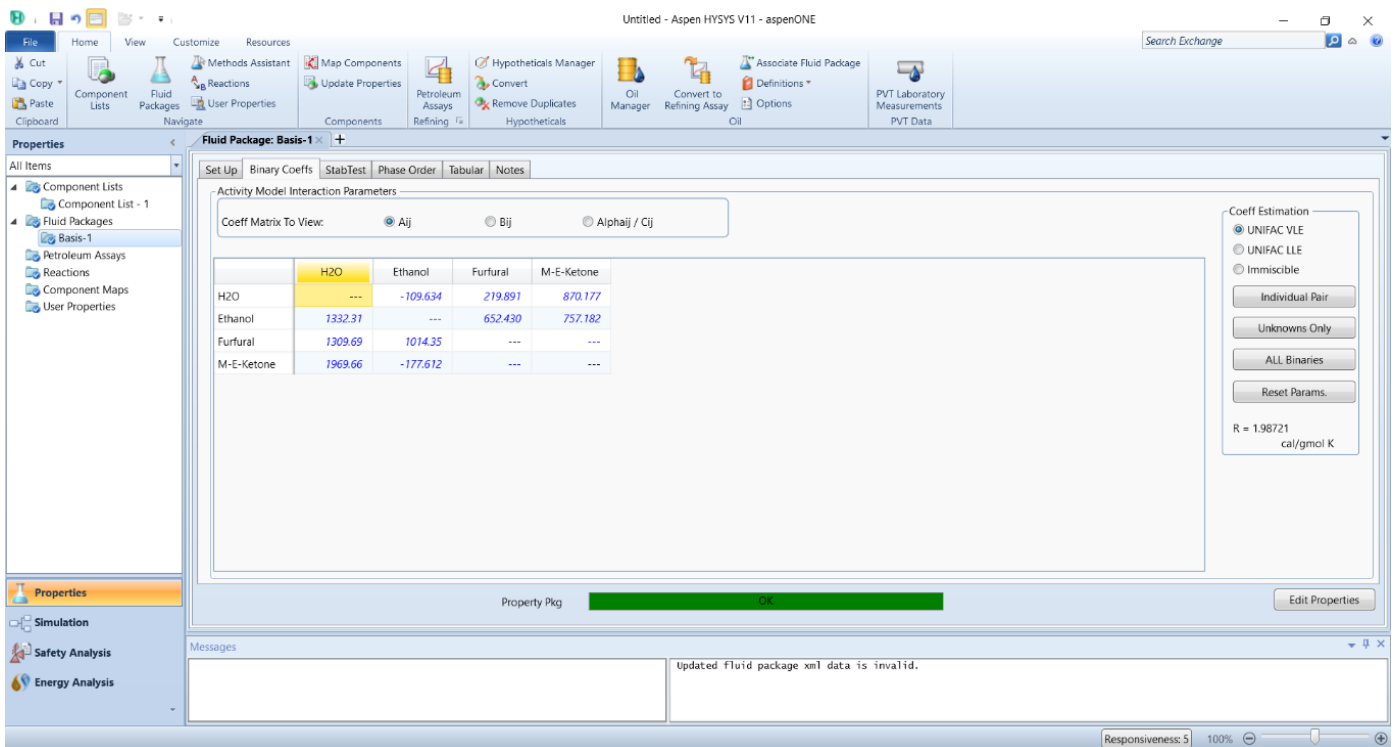 Untitled - Aspen HYSYS V11 - aspenONE
File Home View Customize Resources
Search Exchange
Cut
Copy
Paste
Clipboard
Component Lists
Fluid Packages
Methods Assistant
Reactions
User Properties
Navigate
Map Components
Update Properties
Components
Petroleum Assays
Refining
Hypotheticals Manager
Convert
Remove Duplicates
Hypotheticals
Oil Manager
Convert to Refining Assay
Associate Fluid Package
Definitions
Options
Oil
PVT Laboratory Measurements
PVT Data
Properties
All Items
Component Lists
Component List - 1
Fluid Packages
Basis-1
Petroleum Assays
Reactions
Component Maps
User Properties
Properties
Simulation
Safety Analysis
Energy Analysis
Fluid Package: Basis-1 × +
Set Up Binary Coeffs StabTest Phase Order Tabular Notes
Activity Model Interaction Parameters
Coeff Matrix To View: Aij Bij Alphaij / Cij
H2O Ethanol Furfural M-E-Ketone
H2O --- -109.634 219.891 870.177
Ethanol 1332.31 --- 652.430 757.182
Furfural 1309.69 1014.35 --- ---
M-E-Ketone 1969.66 -177.612 --- ---
Coeff Estimation
UNIFAC VLE
UNIFAC LLE
Immiscible
Individual Pair
Unknowns Only
ALL Binaries
Reset Params.
R = 1.98721
cal/gmol K
Property Pkg OK Edit Properties
Messages
Updated fluid package xml data is invalid.
Responsiveness: 5 100%